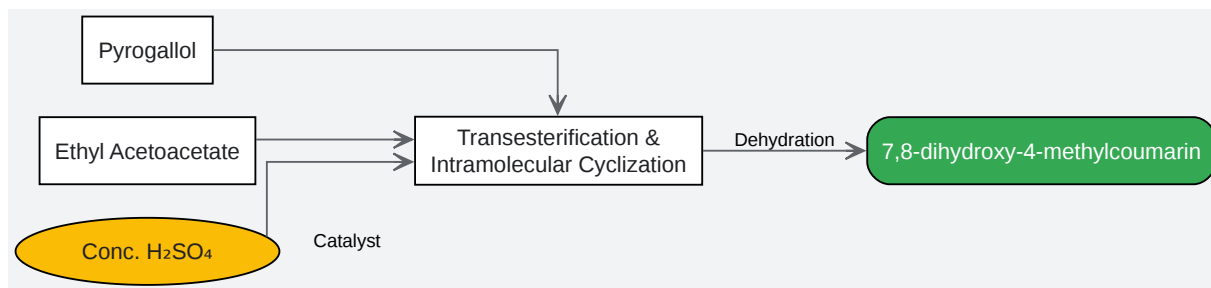 Pyrogallol
Ethyl Acetoacetate
Conc. H₂SO₄
Catalyst
Transesterification &
Intramolecular Cyclization
Dehydration
7,8-dihydroxy-4-methylcoumarin